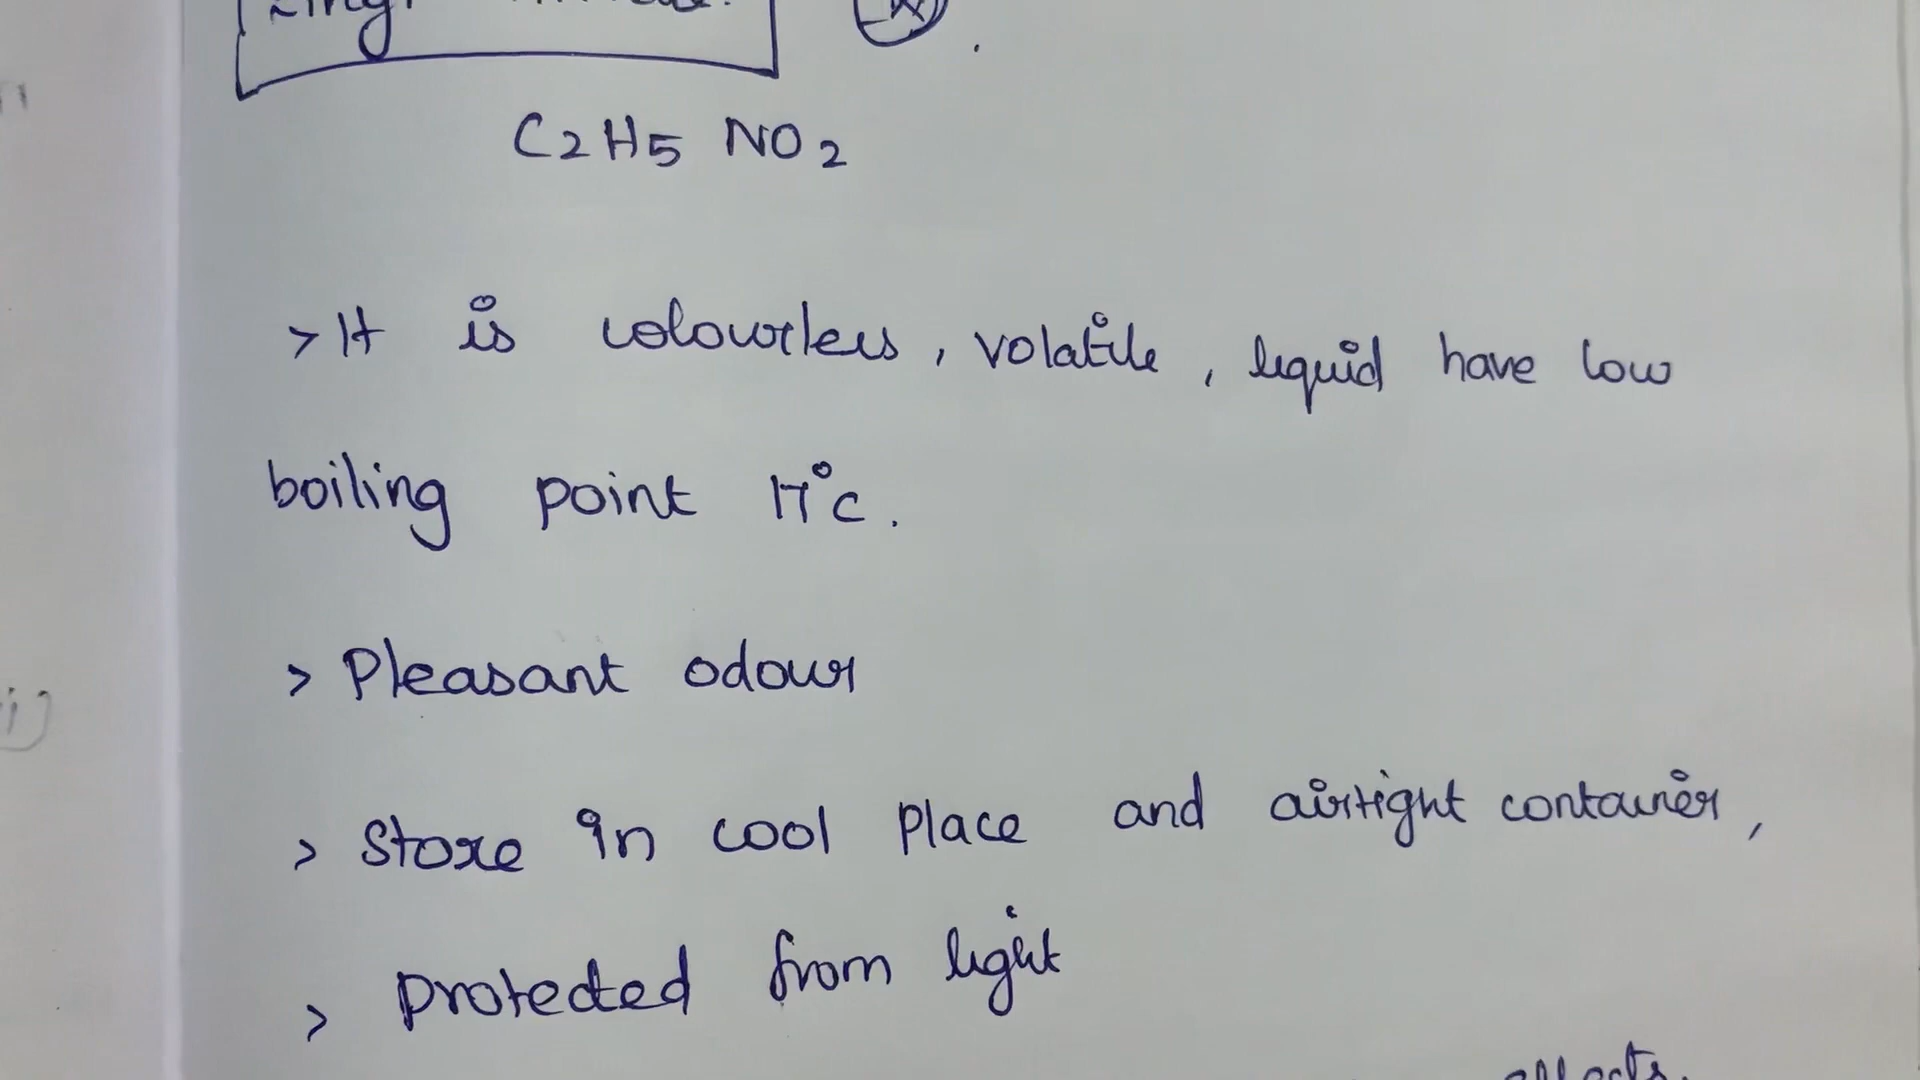 C2H5 NO2
> It is colourless, volatile, liquid have low
boiling point 17°C.
> Pleasant odour
> Store in cool place and airtight container,
> Protected from light
effects.